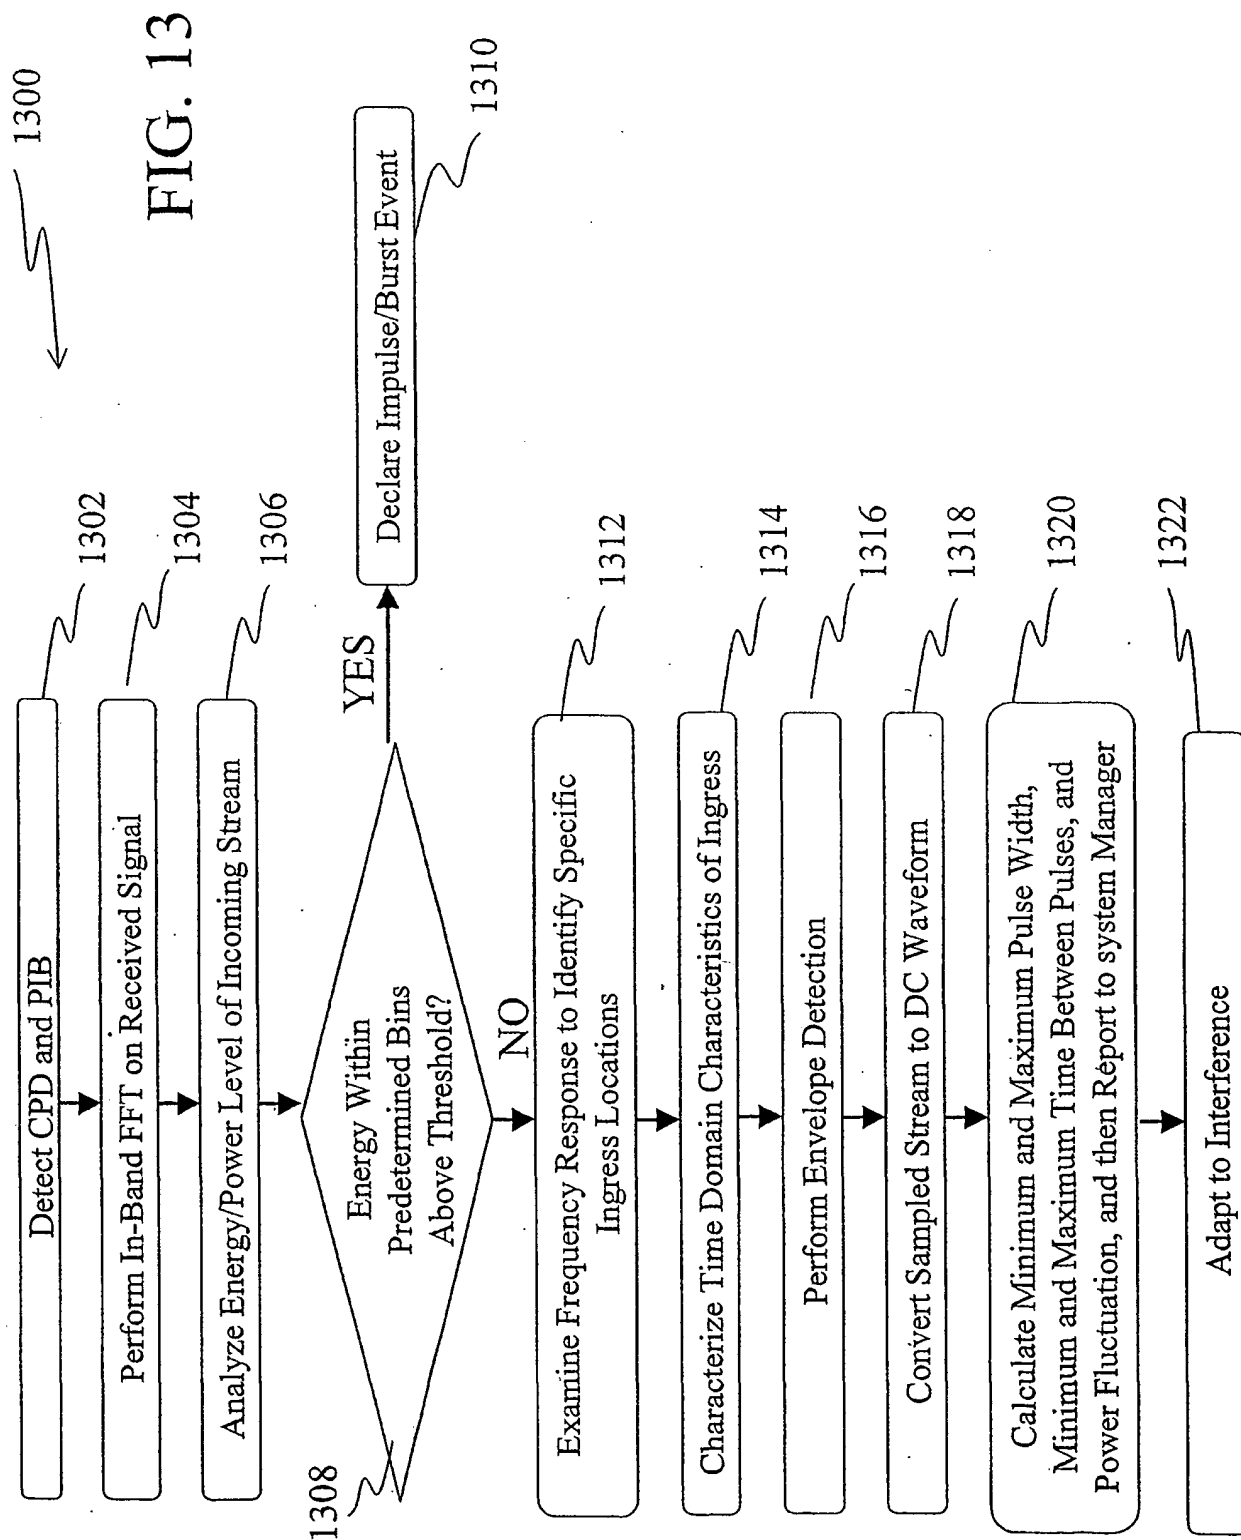 FIG. 13
1300
Detect CPD and PIB
1302
Perform In-Band FFT on Received Signal
1304
Analyze Energy/Power Level of Incoming Stream
1306
Energy Within
Predetermined Bins
Above Threshold?
1308
YES
Declare Impulse/Burst Event
1310
NO
Examine Frequency Response to Identify Specific
Ingress Locations
1312
Characterize Time Domain Characteristics of Ingress
1314
Perform Envelope Detection
1316
Convert Sampled Stream to DC Waveform
1318
Calculate Minimum and Maximum Pulse Width,
Minimum and Maximum Time Between Pulses, and
Power Fluctuation, and then Report to system Manager
1320
Adapt to Interference
1322